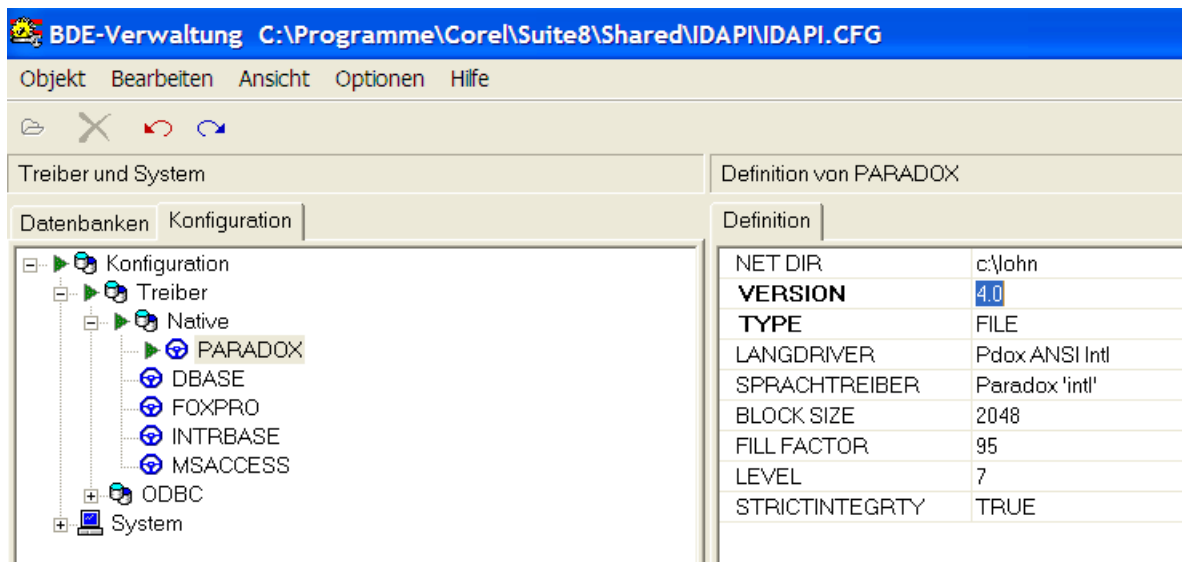 BDE-Verwaltung C:\Programme\Corel\Suite8\Shared\IDAPI\IDAPI.CFG
Objekt Bearbeiten Ansicht Optionen Hilfe
Treiber und System
Definition von PARADOX
Datenbanken Konfiguration
Definition
Konfiguration
Treiber
Native
PARADOX
DBASE
FOXPRO
INTRBASE
MSACCESS
ODBC
System
NET DIR c:\lohn
VERSION 4.0
TYPE FILE
LANGDRIVER Pdox ANSI Intl
SPRACHTREIBER Paradox 'intl'
BLOCK SIZE 2048
FILL FACTOR 95
LEVEL 7
STRICTINTEGRTY TRUE